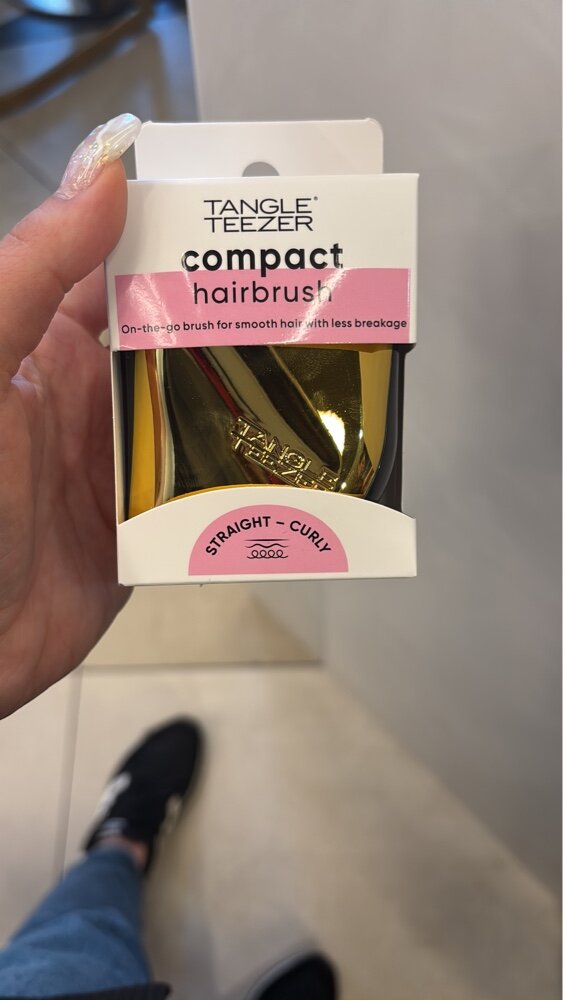 TANGLE®
TEEZER
compact
hairbrush
On-the-go brush for smooth hair with less breakage
TANGLE
TEEZER
STRAIGHT – CURLY